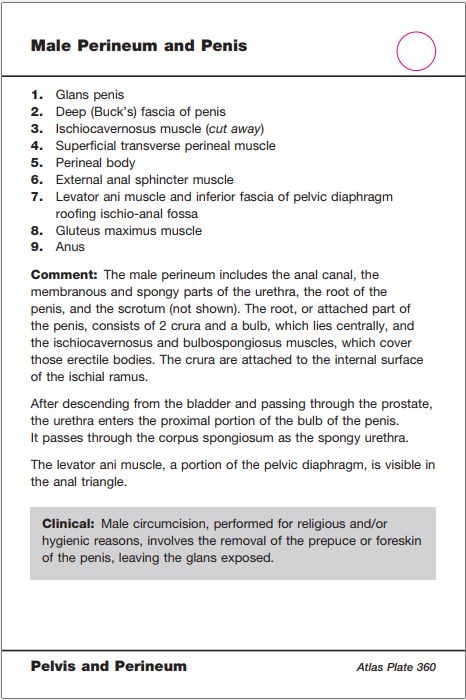 Male Perineum and Penis
1. Glans penis
2. Deep (Buck's) fascia of penis
3. Ischiocavernosus muscle (cut away)
4. Superficial transverse perineal muscle
5. Perineal body
6. External anal sphincter muscle
7. Levator ani muscle and inferior fascia of pelvic diaphragm
roofing ischio-anal fossa
8. Gluteus maximus muscle
9. Anus
Comment: The male perineum includes the anal canal, the
membranous and spongy parts of the urethra, the root of the
penis, and the scrotum (not shown). The root, or attached part of
the penis, consists of 2 crura and a bulb, which lies centrally, and
the ischiocavernosus and bulbospongiosus muscles, which cover
those erectile bodies. The crura are attached to the internal surface
of the ischial ramus.
After descending from the bladder and passing through the prostate,
the urethra enters the proximal portion of the bulb of the penis.
It passes through the corpus spongiosum as the spongy urethra.
The levator ani muscle, a portion of the pelvic diaphragm, is visible in
the anal triangle.
Clinical: Male circumcision, performed for religious and/or
hygienic reasons, involves the removal of the prepuce or foreskin
of the penis, leaving the glans exposed.
Pelvis and Perineum
Atlas Plate 360